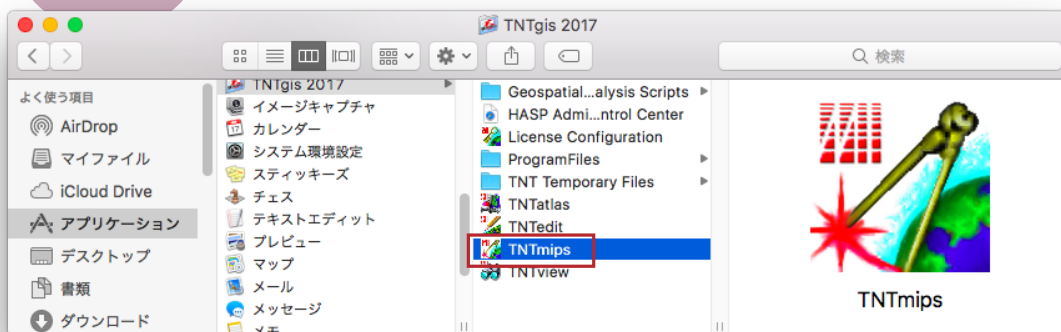 TNTgis 2017
検索
よく使う項目
AirDrop
マイファイル
iCloud Drive
アプリケーション
デスクトップ
書類
ダウンロード
TNTgis 2017
イメージキャプチャ
カレンダー
システム環境設定
スティッキーズ
チェス
テキストエディット
プレビュー
マップ
メール
メッセージ
メモ
Geospatial...alysis Scripts
HASP Admi...ntrol Center
License Configuration
ProgramFiles
TNT Temporary Files
TNTatlas
TNTedit
TNTmips
TNTview
TNTmips